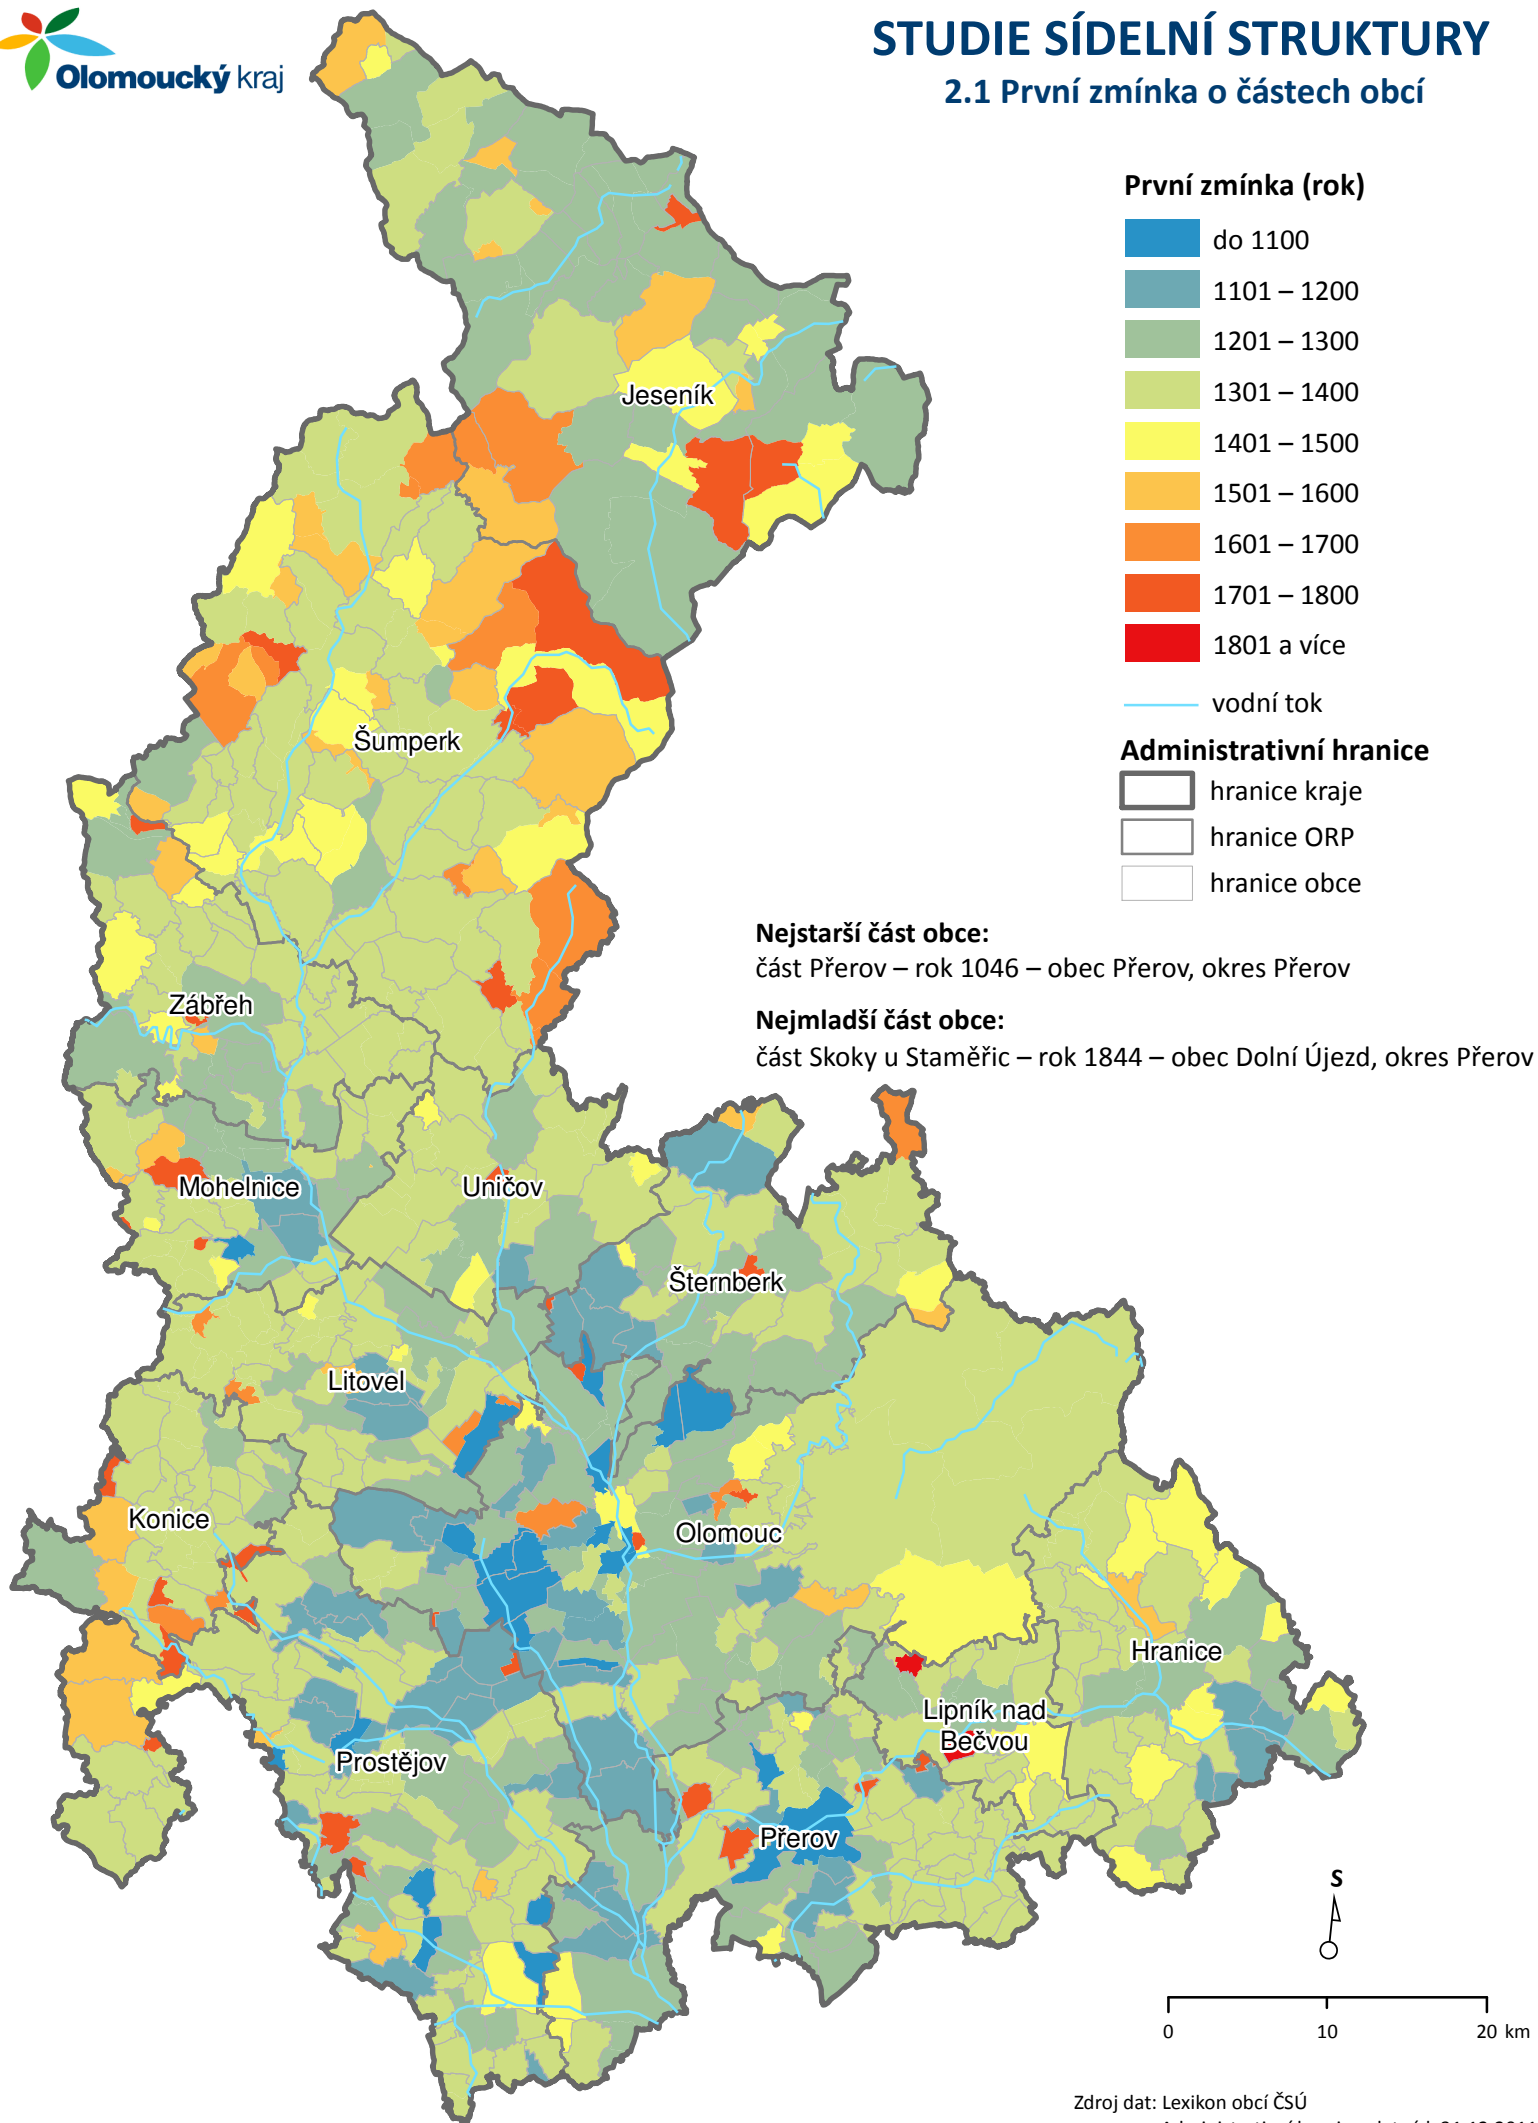 Olomoucký kraj
STUDIE SÍDELNÍ STRUKTURY
2.1 První zmínka o částech obcí
První zmínka (rok)
do 1100
1101 – 1200
1201 – 1300
1301 – 1400
1401 – 1500
1501 – 1600
1601 – 1700
1701 – 1800
1801 a více
vodní tok
Administrativní hranice
hranice kraje
hranice ORP
hranice obce
Nejstarší část obce:
část Přerov – rok 1046 – obec Přerov, okres Přerov
Nejmladší část obce:
část Skoky u Staměřic – rok 1844 – obec Dolní Újezd, okres Přerov
Jeseník
Šumperk
Zábřeh
Mohelnice
Uničov
Šternberk
Litovel
Konice
Olomouc
Hranice
Lipník nad
Bečvou
Prostějov
Přerov
S
0 10 20 km
Zdroj dat: Lexikon obcí ČSÚ